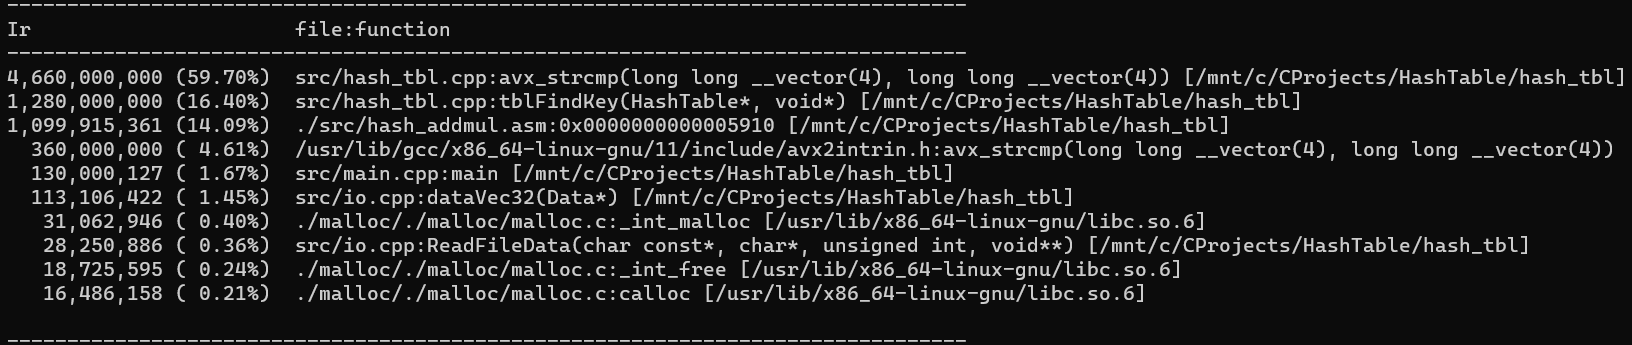 --------------------------------------------------------------------------------
Ir                      file:function
--------------------------------------------------------------------------------
4,660,000,000 (59.70%)  src/hash_tbl.cpp:avx_strcmp(long long __vector(4), long long __vector(4)) [/mnt/c/CProjects/HashTable/hash_tbl]
1,280,000,000 (16.40%)  src/hash_tbl.cpp:tblFindKey(HashTable*, void*) [/mnt/c/CProjects/HashTable/hash_tbl]
1,099,915,361 (14.09%)  ./src/hash_addmul.asm:0x0000000000005910 [/mnt/c/CProjects/HashTable/hash_tbl]
  360,000,000 ( 4.61%)  /usr/lib/gcc/x86_64-linux-gnu/11/include/avx2intrin.h:avx_strcmp(long long __vector(4), long long __vector(4))
  130,000,127 ( 1.67%)  src/main.cpp:main [/mnt/c/CProjects/HashTable/hash_tbl]
  113,106,422 ( 1.45%)  src/io.cpp:dataVec32(Data*) [/mnt/c/CProjects/HashTable/hash_tbl]
   31,062,946 ( 0.40%)  ./malloc/./malloc/malloc.c:_int_malloc [/usr/lib/x86_64-linux-gnu/libc.so.6]
   28,250,886 ( 0.36%)  src/io.cpp:ReadFileData(char const*, char*, unsigned int, void**) [/mnt/c/CProjects/HashTable/hash_tbl]
   18,725,595 ( 0.24%)  ./malloc/./malloc/malloc.c:_int_free [/usr/lib/x86_64-linux-gnu/libc.so.6]
   16,486,158 ( 0.21%)  ./malloc/./malloc/malloc.c:calloc [/usr/lib/x86_64-linux-gnu/libc.so.6]
--------------------------------------------------------------------------------